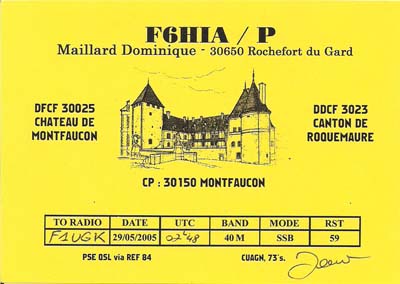 F6HIA / P
Maillard Dominique - 30650 Rochefort du Gard
DFCF 30025
CHATEAU DE
MONTFAUCON
DDCF 3023
CANTON DE
ROQUEMAURE
CP : 30150 MONTFAUCON
TO RADIO DATE UTC BAND MODE RST
F1UGK 29/05/2005 07h48 40 M SSB 59
PSE QSL via REF 84
CUAGN, 73's.